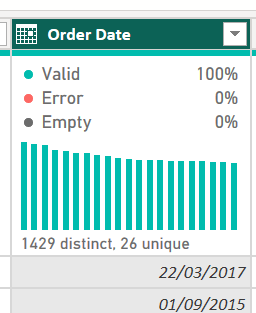 Order Date
Valid 100%
Error 0%
Empty 0%
1429 distinct, 26 unique
22/03/2017
01/09/2015